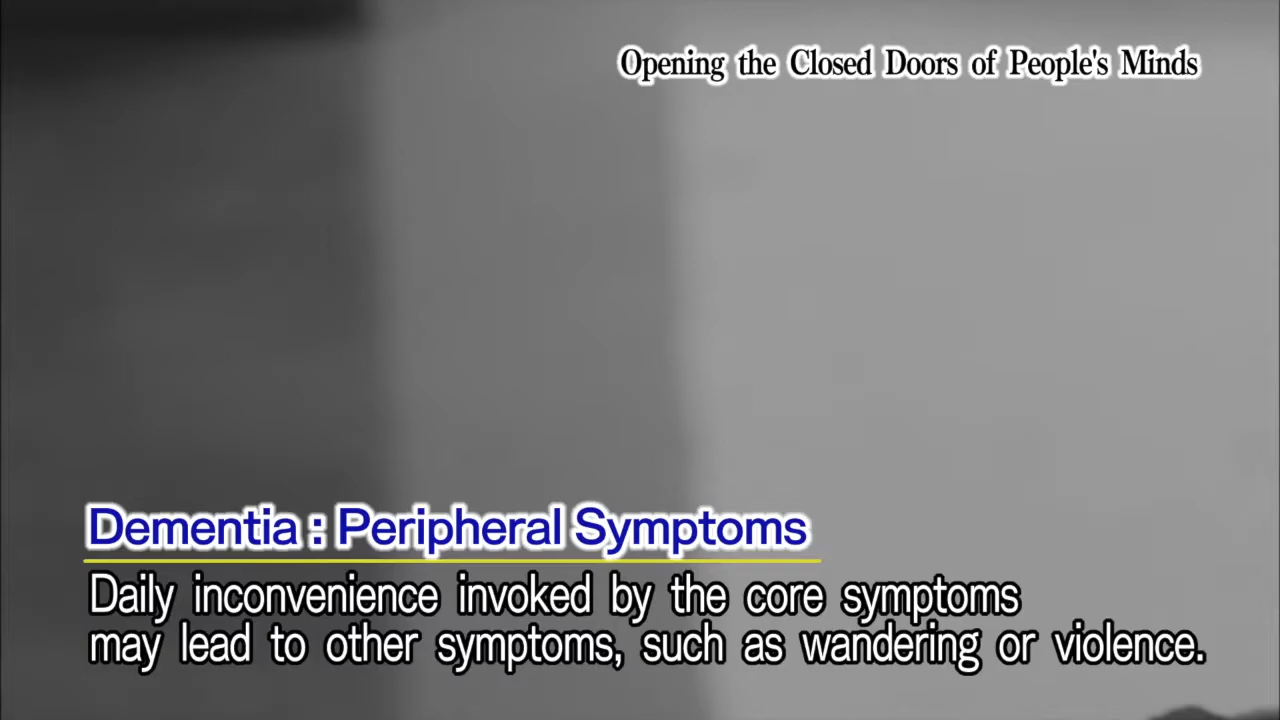 Opening the Closed Doors of People's Minds
Dementia : Peripheral Symptoms
Daily inconvenience invoked by the core symptoms
may lead to other symptoms, such as wandering or violence.